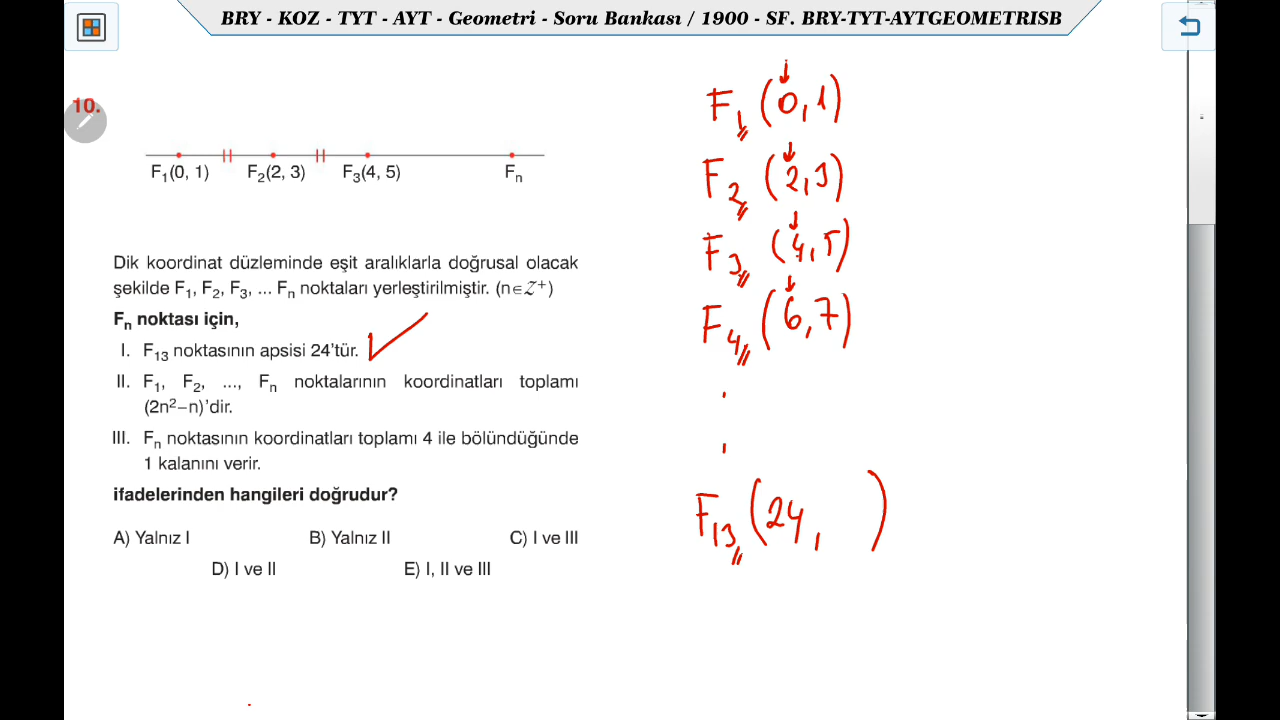 BRY - KOZ - TYT - AYT - Geometri - Soru Bankası / 1900 - SF. BRY-TYT-AYTGEOMETRISB
10.
F₁(0, 1) F₂(2, 3) F₃(4, 5) Fₙ
Dik koordinat düzleminde eşit aralıklarla doğrusal olacak
şekilde F₁, F₂, F₃, ... Fₙ noktaları yerleştirilmiştir. (n∈Z⁺)
Fₙ noktası için,
I. F₁₃ noktasının apsisi 24'tür.
II. F₁, F₂, ..., Fₙ noktalarının koordinatları toplamı
(2n²−n)'dir.
III. Fₙ noktasının koordinatları toplamı 4 ile bölündüğünde
1 kalanını verir.
ifadelerinden hangileri doğrudur?
A) Yalnız I B) Yalnız II C) I ve III
D) I ve II E) I, II ve III
F₁ (0, 1)
F₂ (2, 3)
F₃ (4, 5)
F₄ (6, 7)
F₁₃ (24, )